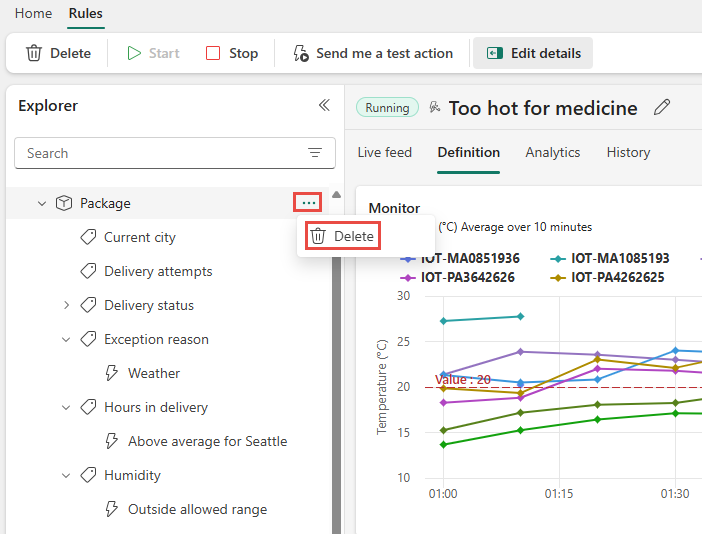 Home Rules
Delete Start Stop Send me a test action Edit details
Explorer
Search
Package
Delete
Current city
Delivery attempts
Delivery status
Exception reason
Weather
Hours in delivery
Above average for Seattle
Humidity
Outside allowed range
Running Too hot for medicine
Live feed Definition Analytics History
Monitor
(°C) Average over 10 minutes
IOT-MA0851936 IOT-MA1085193
IOT-PA3642626 IOT-PA4262625
Temperature (°C)
30
25
Value : 20
20
15
10
01:00 01:15 01:30